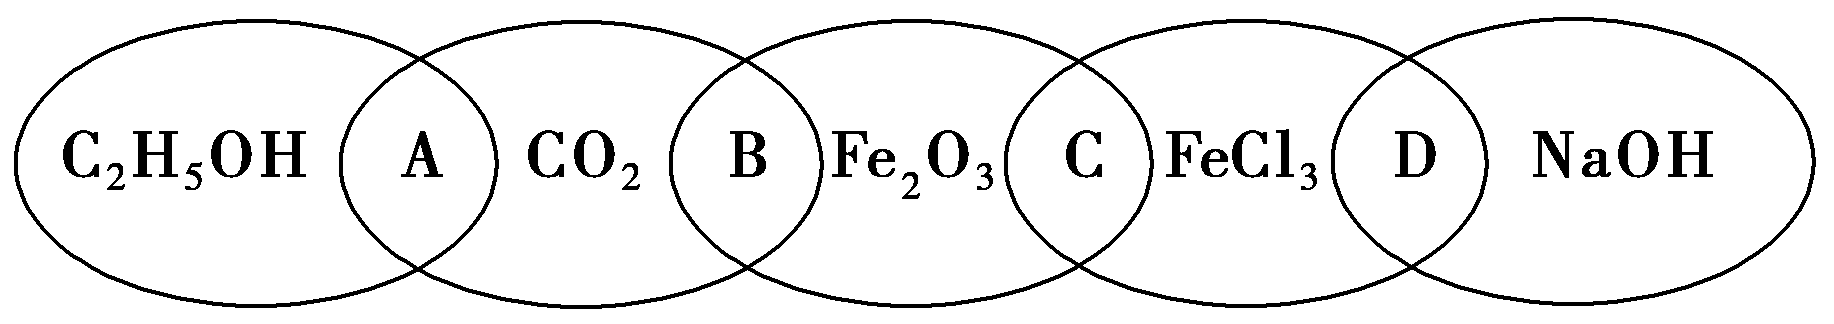 C₂H₅OH A CO₂ B Fe₂O₃ C FeCl₃ D NaOH